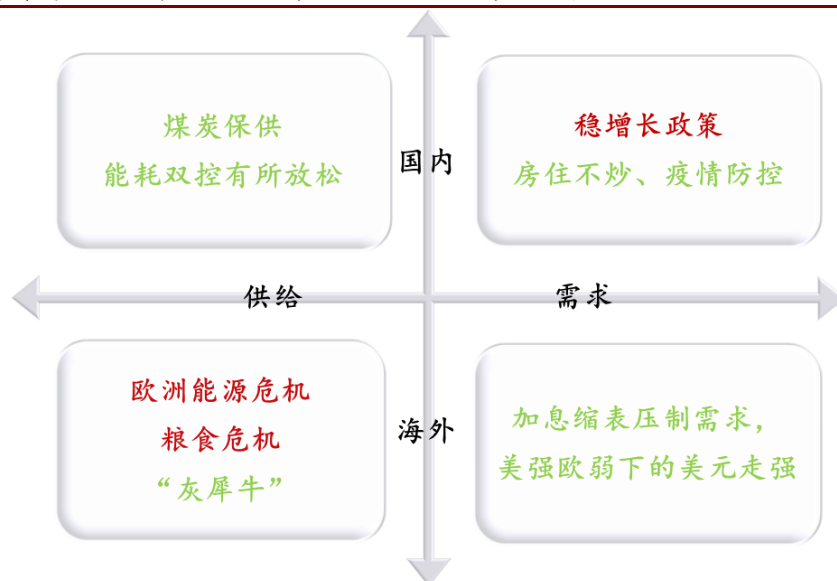 煤炭保供
能耗双控有所放松
国内
稳增长政策
房住不炒、疫情防控
供给
需求
欧洲能源危机
粮食危机
“灰犀牛”
海外
加息缩表压制需求，
美强欧弱下的美元走强